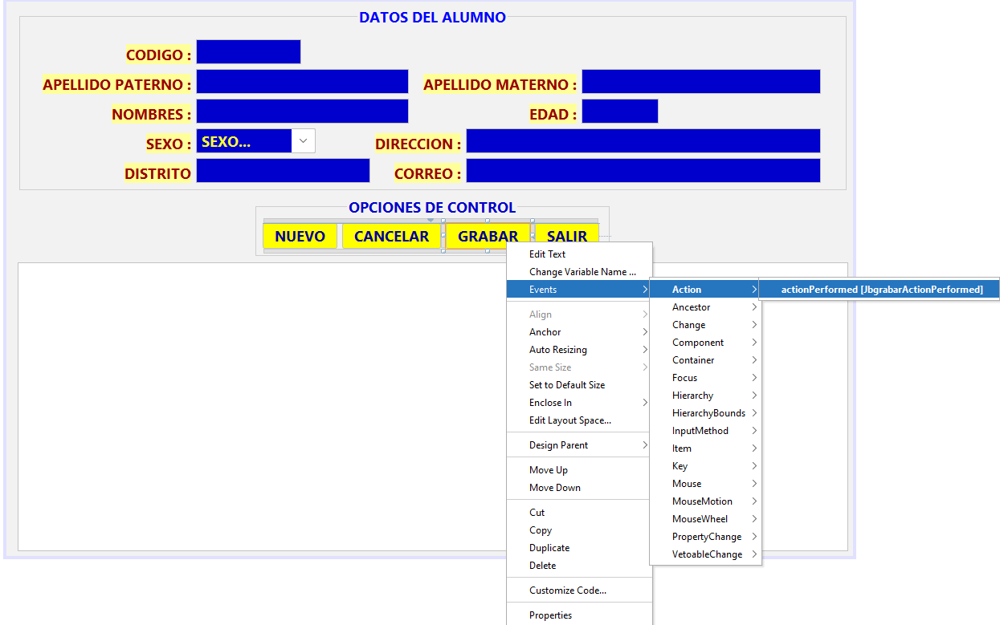 DATOS DEL ALUMNO
CODIGO :
APELLIDO PATERNO : APELLIDO MATERNO :
NOMBRES : EDAD :
SEXO : SEXO... DIRECCION :
DISTRITO CORREO :
OPCIONES DE CONTROL
NUEVO CANCELAR GRABAR SALIR
Edit Text
Change Variable Name ...
Events
Align
Anchor
Auto Resizing
Same Size
Set to Default Size
Enclose In
Edit Layout Space...
Design Parent
Move Up
Move Down
Cut
Copy
Duplicate
Delete
Customize Code...
Properties
Action
Ancestor
Change
Component
Container
Focus
Hierarchy
HierarchyBounds
InputMethod
Item
Key
Mouse
MouseMotion
MouseWheel
PropertyChange
VetoableChange
actionPerformed [JbgrabarActionPerformed]